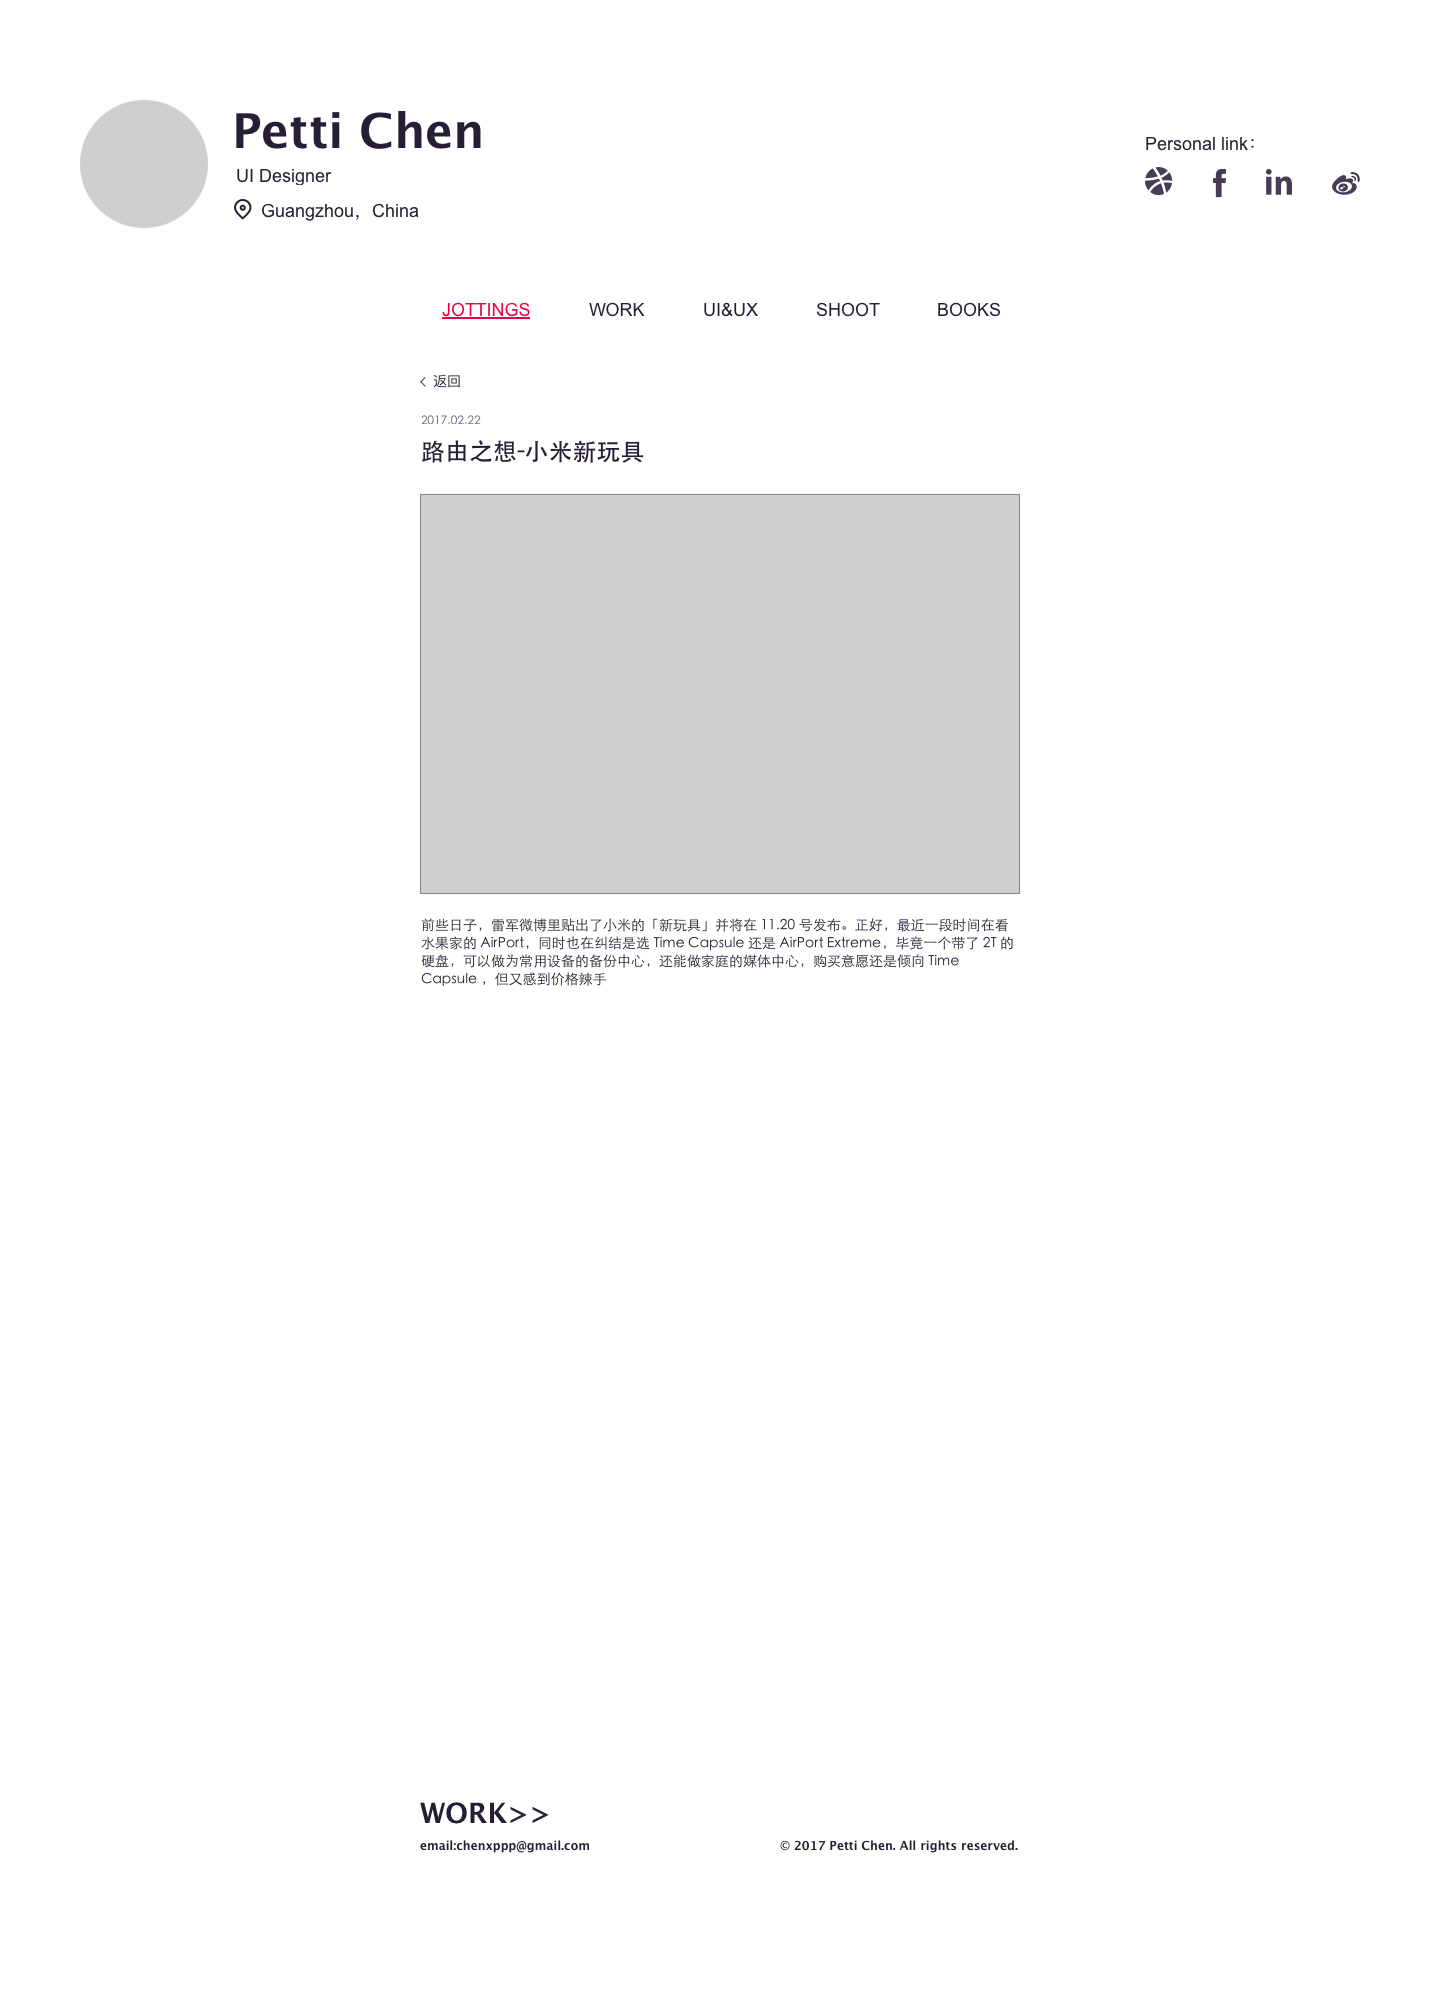 Petti Chen
UI Designer
Guangzhou，China
Personal link：
JOTTINGS WORK UI&UX SHOOT BOOKS
返回
2017.02.22
路由之想-小米新玩具
前些日子，雷军微博里贴出了小米的「新玩具」并将在 11.20 号发布。正好，最近一段时间在看
水果家的 AirPort，同时也在纠结是选 Time Capsule 还是 AirPort Extreme，毕竟一个带了 2T 的
硬盘，可以做为常用设备的备份中心，还能做家庭的媒体中心，购买意愿还是倾向 Time
Capsule ，但又感到价格辣手
WORK>>
email:chenxppp@gmail.com
© 2017 Petti Chen. All rights reserved.